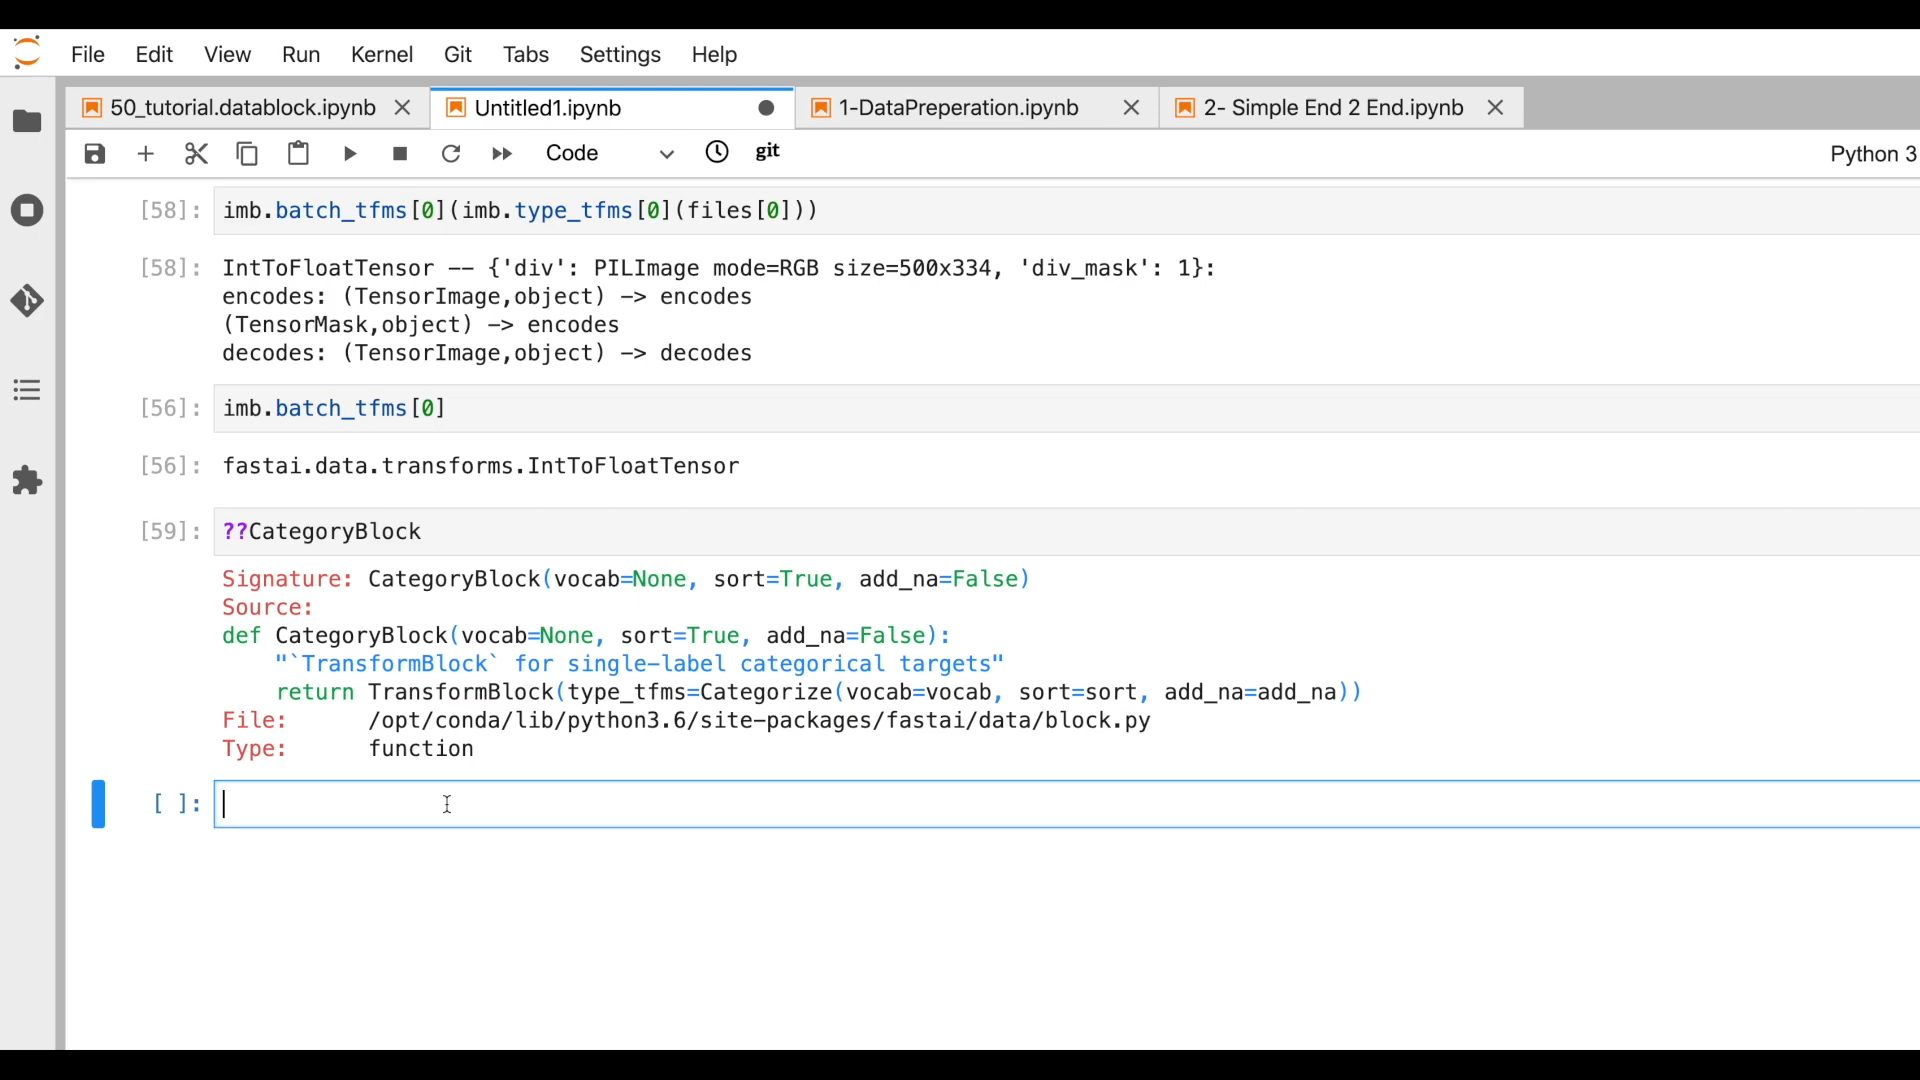 File Edit View Run Kernel Git Tabs Settings Help
50_tutorial.datablock.ipynb Untitled1.ipynb 1-DataPreperation.ipynb 2- Simple End 2 End.ipynb
Code git Python 3
[58]: imb.batch_tfms[0](imb.type_tfms[0](files[0]))
[58]: IntToFloatTensor -- {'div': PILImage mode=RGB size=500x334, 'div_mask': 1}:
encodes: (TensorImage,object) -> encodes
(TensorMask,object) -> encodes
decodes: (TensorImage,object) -> decodes
[56]: imb.batch_tfms[0]
[56]: fastai.data.transforms.IntToFloatTensor
[59]: ??CategoryBlock
Signature: CategoryBlock(vocab=None, sort=True, add_na=False)
Source:
def CategoryBlock(vocab=None, sort=True, add_na=False):
    "`TransformBlock` for single-label categorical targets"
    return TransformBlock(type_tfms=Categorize(vocab=vocab, sort=sort, add_na=add_na))
File:      /opt/conda/lib/python3.6/site-packages/fastai/data/block.py
Type:      function
[ ]: